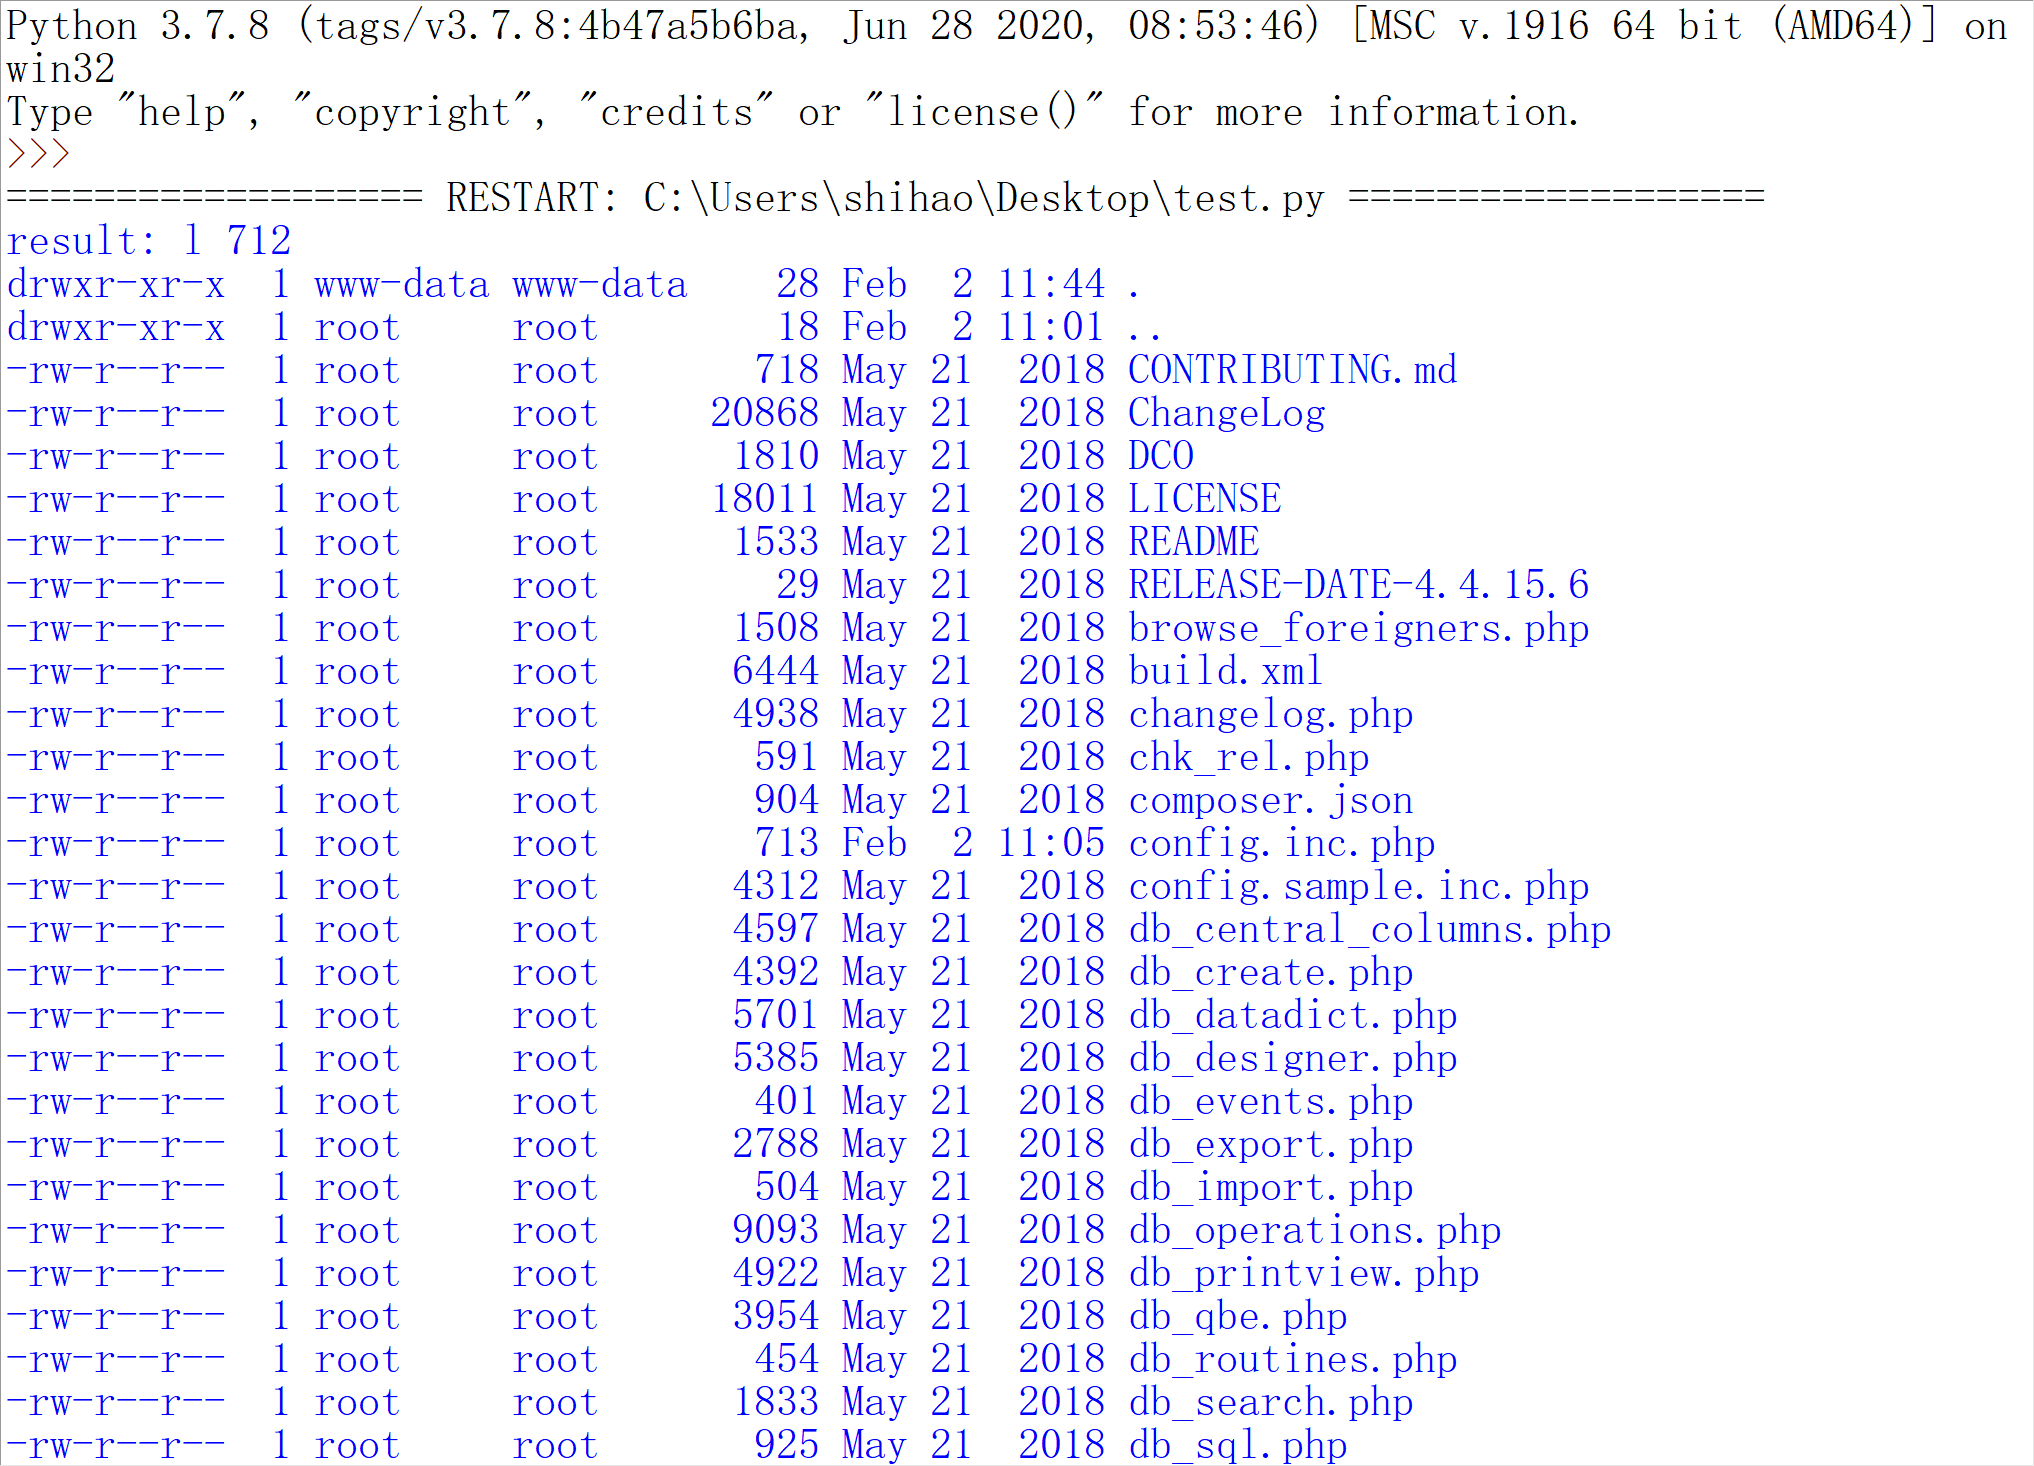 Python 3.7.8 (tags/v3.7.8:4b47a5b6ba, Jun 28 2020, 08:53:46) [MSC v.1916 64 bit (AMD64)] on
win32
Type "help", "copyright", "credits" or "license()" for more information.
>>>
=================== RESTART: C:\Users\shihao\Desktop\test.py ===================
result: l 712
drwxr-xr-x  1 www-data www-data    28 Feb  2 11:44 .
drwxr-xr-x  1 root     root        18 Feb  2 11:01 ..
-rw-r--r--  1 root     root       718 May 21  2018 CONTRIBUTING.md
-rw-r--r--  1 root     root     20868 May 21  2018 ChangeLog
-rw-r--r--  1 root     root      1810 May 21  2018 DCO
-rw-r--r--  1 root     root     18011 May 21  2018 LICENSE
-rw-r--r--  1 root     root      1533 May 21  2018 README
-rw-r--r--  1 root     root        29 May 21  2018 RELEASE-DATE-4.4.15.6
-rw-r--r--  1 root     root      1508 May 21  2018 browse_foreigners.php
-rw-r--r--  1 root     root      6444 May 21  2018 build.xml
-rw-r--r--  1 root     root      4938 May 21  2018 changelog.php
-rw-r--r--  1 root     root       591 May 21  2018 chk_rel.php
-rw-r--r--  1 root     root       904 May 21  2018 composer.json
-rw-r--r--  1 root     root       713 Feb  2 11:05 config.inc.php
-rw-r--r--  1 root     root      4312 May 21  2018 config.sample.inc.php
-rw-r--r--  1 root     root      4597 May 21  2018 db_central_columns.php
-rw-r--r--  1 root     root      4392 May 21  2018 db_create.php
-rw-r--r--  1 root     root      5701 May 21  2018 db_datadict.php
-rw-r--r--  1 root     root      5385 May 21  2018 db_designer.php
-rw-r--r--  1 root     root       401 May 21  2018 db_events.php
-rw-r--r--  1 root     root      2788 May 21  2018 db_export.php
-rw-r--r--  1 root     root       504 May 21  2018 db_import.php
-rw-r--r--  1 root     root      9093 May 21  2018 db_operations.php
-rw-r--r--  1 root     root      4922 May 21  2018 db_printview.php
-rw-r--r--  1 root     root      3954 May 21  2018 db_qbe.php
-rw-r--r--  1 root     root       454 May 21  2018 db_routines.php
-rw-r--r--  1 root     root      1833 May 21  2018 db_search.php
-rw-r--r--  1 root     root       925 May 21  2018 db_sql.php